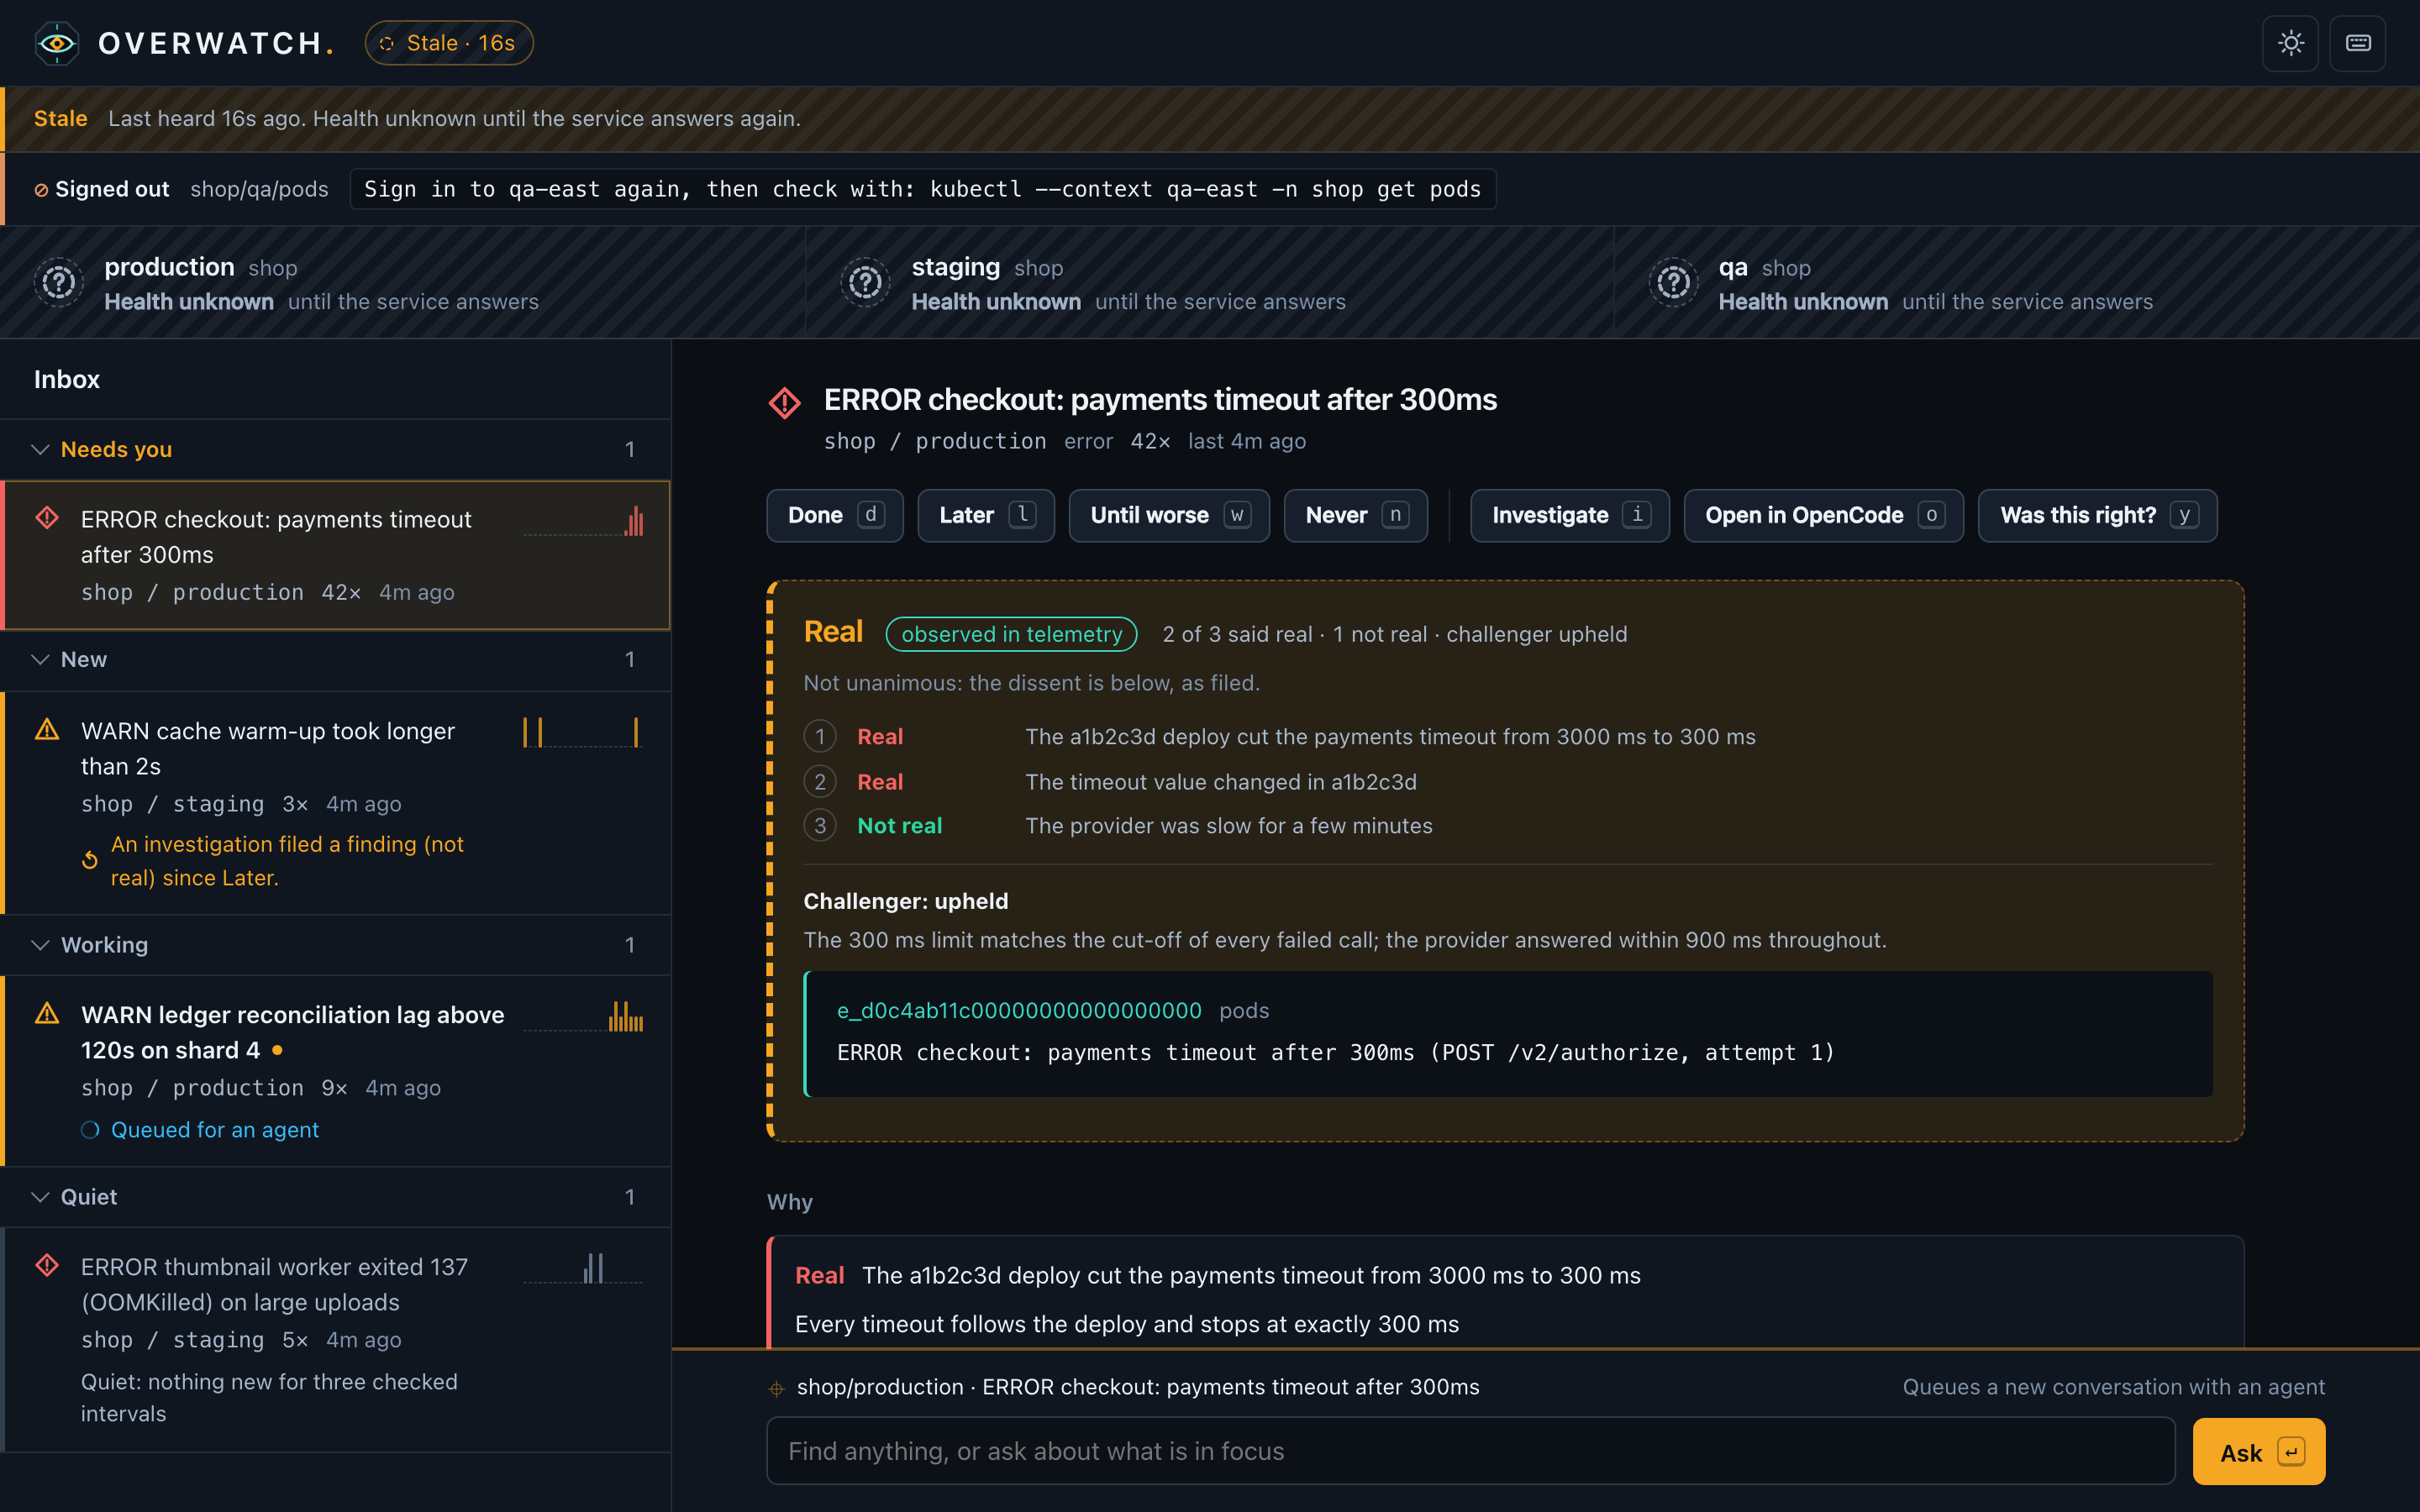 OVERWATCH.
Stale · 16s
Stale Last heard 16s ago. Health unknown until the service answers again.
Signed out shop/qa/pods Sign in to qa-east again, then check with: kubectl --context qa-east -n shop get pods
production shop
Health unknown until the service answers
staging shop
Health unknown until the service answers
qa shop
Health unknown until the service answers
Inbox
Needs you 1
ERROR checkout: payments timeout
after 300ms
shop / production 42× 4m ago
New 1
WARN cache warm-up took longer
than 2s
shop / staging 3× 4m ago
An investigation filed a finding (not
real) since Later.
Working 1
WARN ledger reconciliation lag above
120s on shard 4
shop / production 9× 4m ago
Queued for an agent
Quiet 1
ERROR thumbnail worker exited 137
(OOMKilled) on large uploads
shop / staging 5× 4m ago
Quiet: nothing new for three checked
intervals
ERROR checkout: payments timeout after 300ms
shop / production error 42× last 4m ago
Done d Later l Until worse w Never n Investigate i Open in OpenCode o Was this right? y
Real observed in telemetry 2 of 3 said real · 1 not real · challenger upheld
Not unanimous: the dissent is below, as filed.
1 Real The a1b2c3d deploy cut the payments timeout from 3000 ms to 300 ms
2 Real The timeout value changed in a1b2c3d
3 Not real The provider was slow for a few minutes
Challenger: upheld
The 300 ms limit matches the cut-off of every failed call; the provider answered within 900 ms throughout.
e_d0c4ab11c00000000000000000 pods
ERROR checkout: payments timeout after 300ms (POST /v2/authorize, attempt 1)
Why
Real The a1b2c3d deploy cut the payments timeout from 3000 ms to 300 ms
Every timeout follows the deploy and stops at exactly 300 ms
shop/production · ERROR checkout: payments timeout after 300ms
Queues a new conversation with an agent
Find anything, or ask about what is in focus
Ask ↵